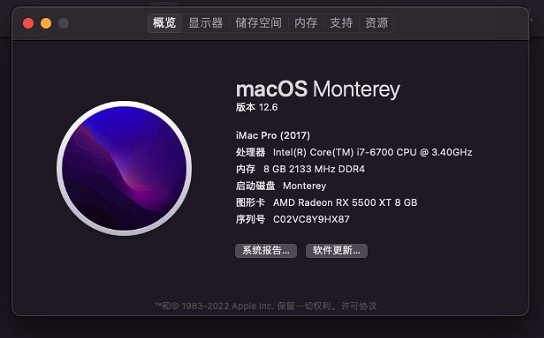 概览 显示器 储存空间 内存 支持 资源
macOS Monterey
版本 12.6
iMac Pro (2017)
处理器 Intel(R) Core(TM) i7-6700 CPU @ 3.40GHz
内存 8 GB 2133 MHz DDR4
启动磁盘 Monterey
图形卡 AMD Radeon RX 5500 XT 8 GB
序列号 C02VC8Y9HX87
系统报告... 软件更新...
™和© 1983-2022 Apple Inc. 保留一切权利。许可协议